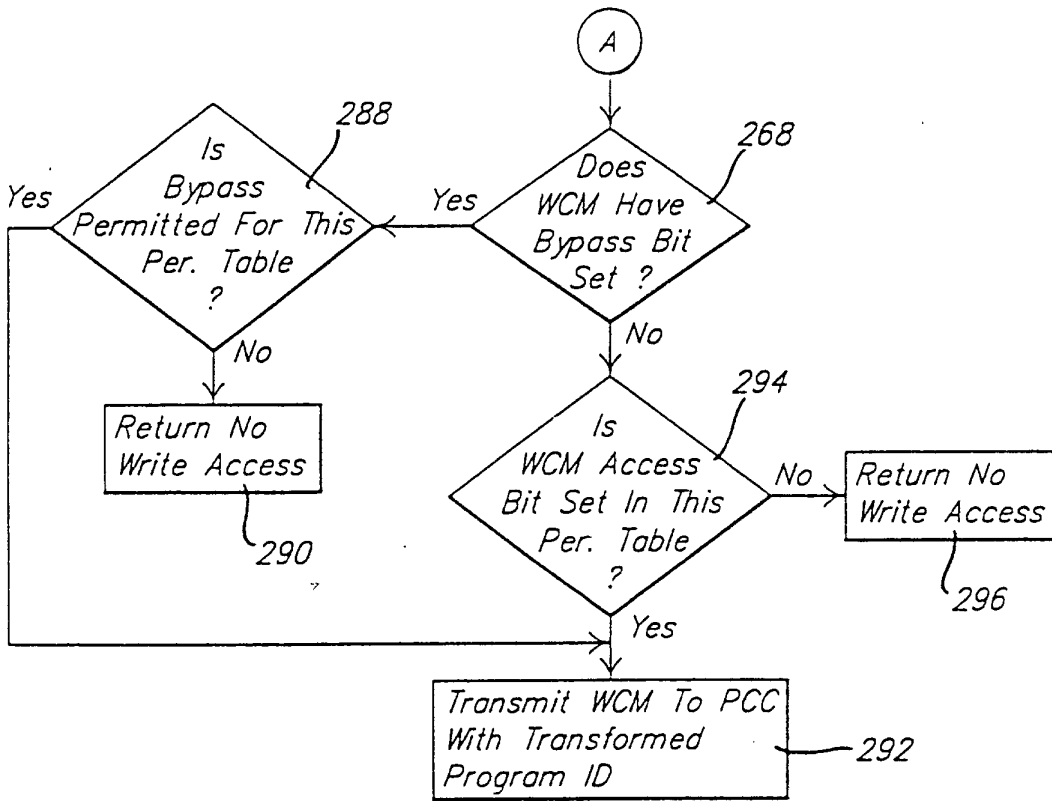 A
288
Is
Bypass
Permitted For This
Per. Table
?
Yes
Yes
268
Does
WCM Have
Bypass Bit
Set ?
No
No
Return No
Write Access
290
294
Is
WCM Access
Bit Set In This
Per. Table
?
No
Return No
Write Access
296
Yes
Transmit WCM To PCC
With Transformed
Program ID
292